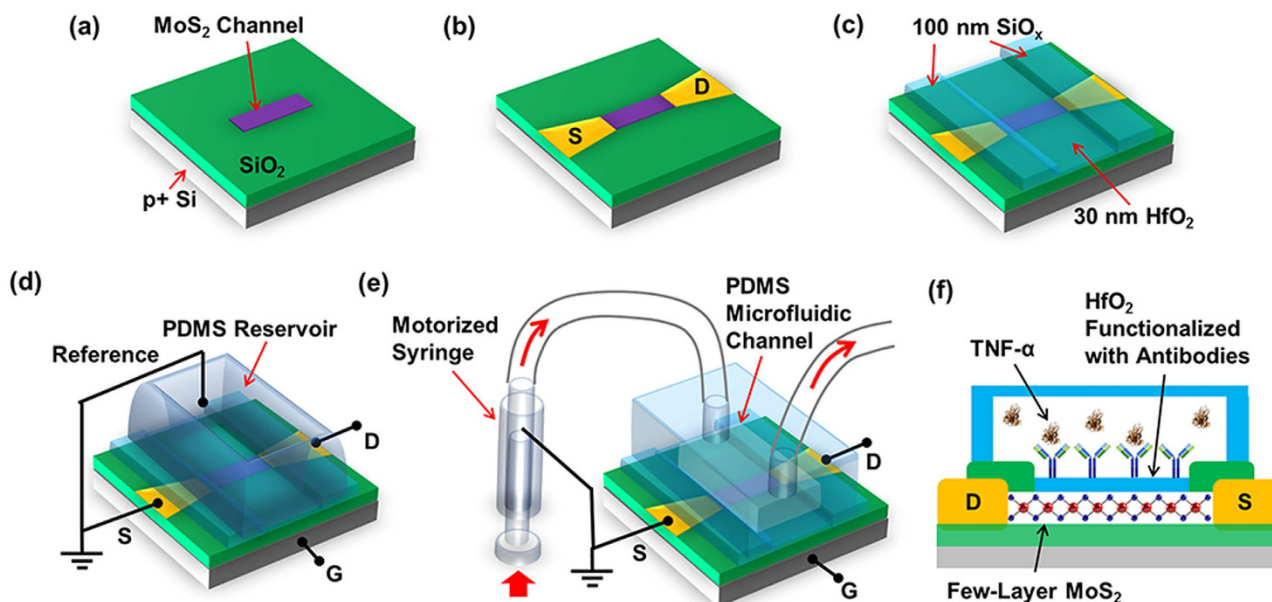 (a)
MoS₂ Channel
SiO₂
p+ Si
(b)
D
S
(c)
100 nm SiOₓ
30 nm HfO₂
(d)
PDMS Reservoir
Reference
D
S
G
(e)
Motorized
Syringe
PDMS
Microfluidic
Channel
D
S
G
(f)
HfO₂
Functionalized
with Antibodies
TNF-α
D
S
Few-Layer MoS₂